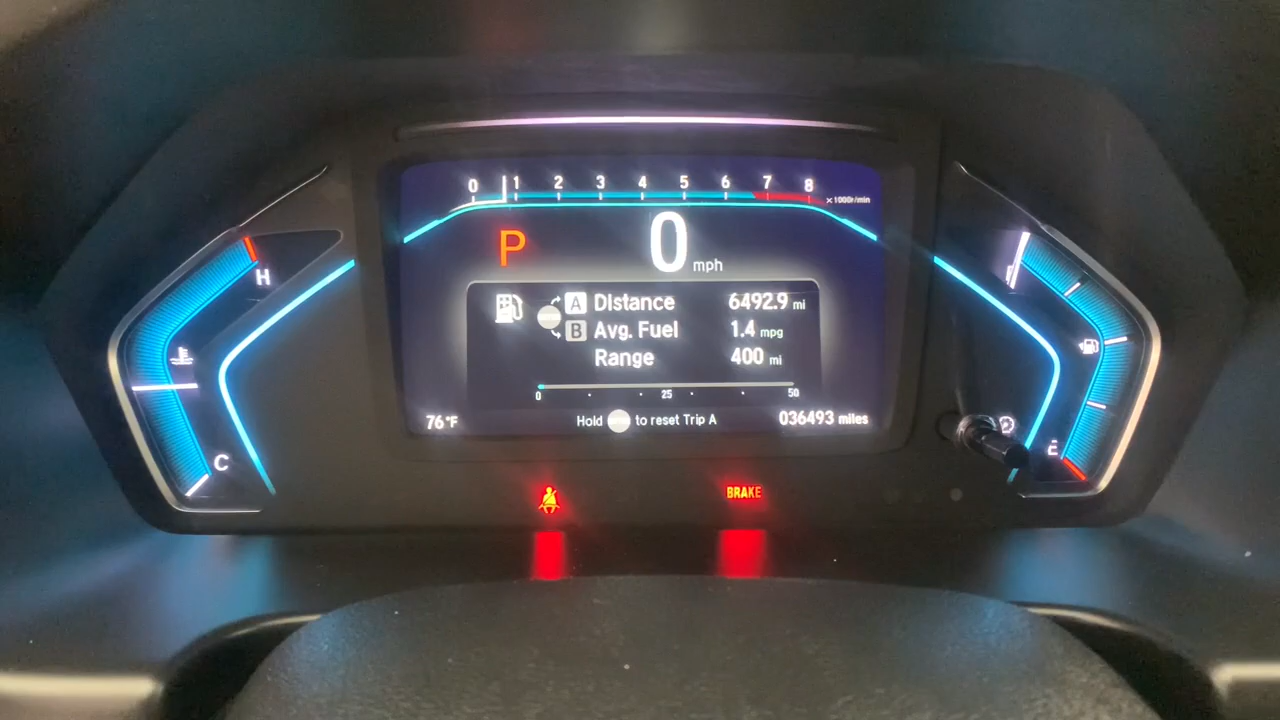 0 1 2 3 4 5 6 7 8
x1000r/min
P 0 mph
H
A Distance 6492.9 mi
B Avg. Fuel 1.4 mpg
Range 400 mi
0 25 50
76°F Hold to reset Trip A 036493 miles
C
E
BRAKE